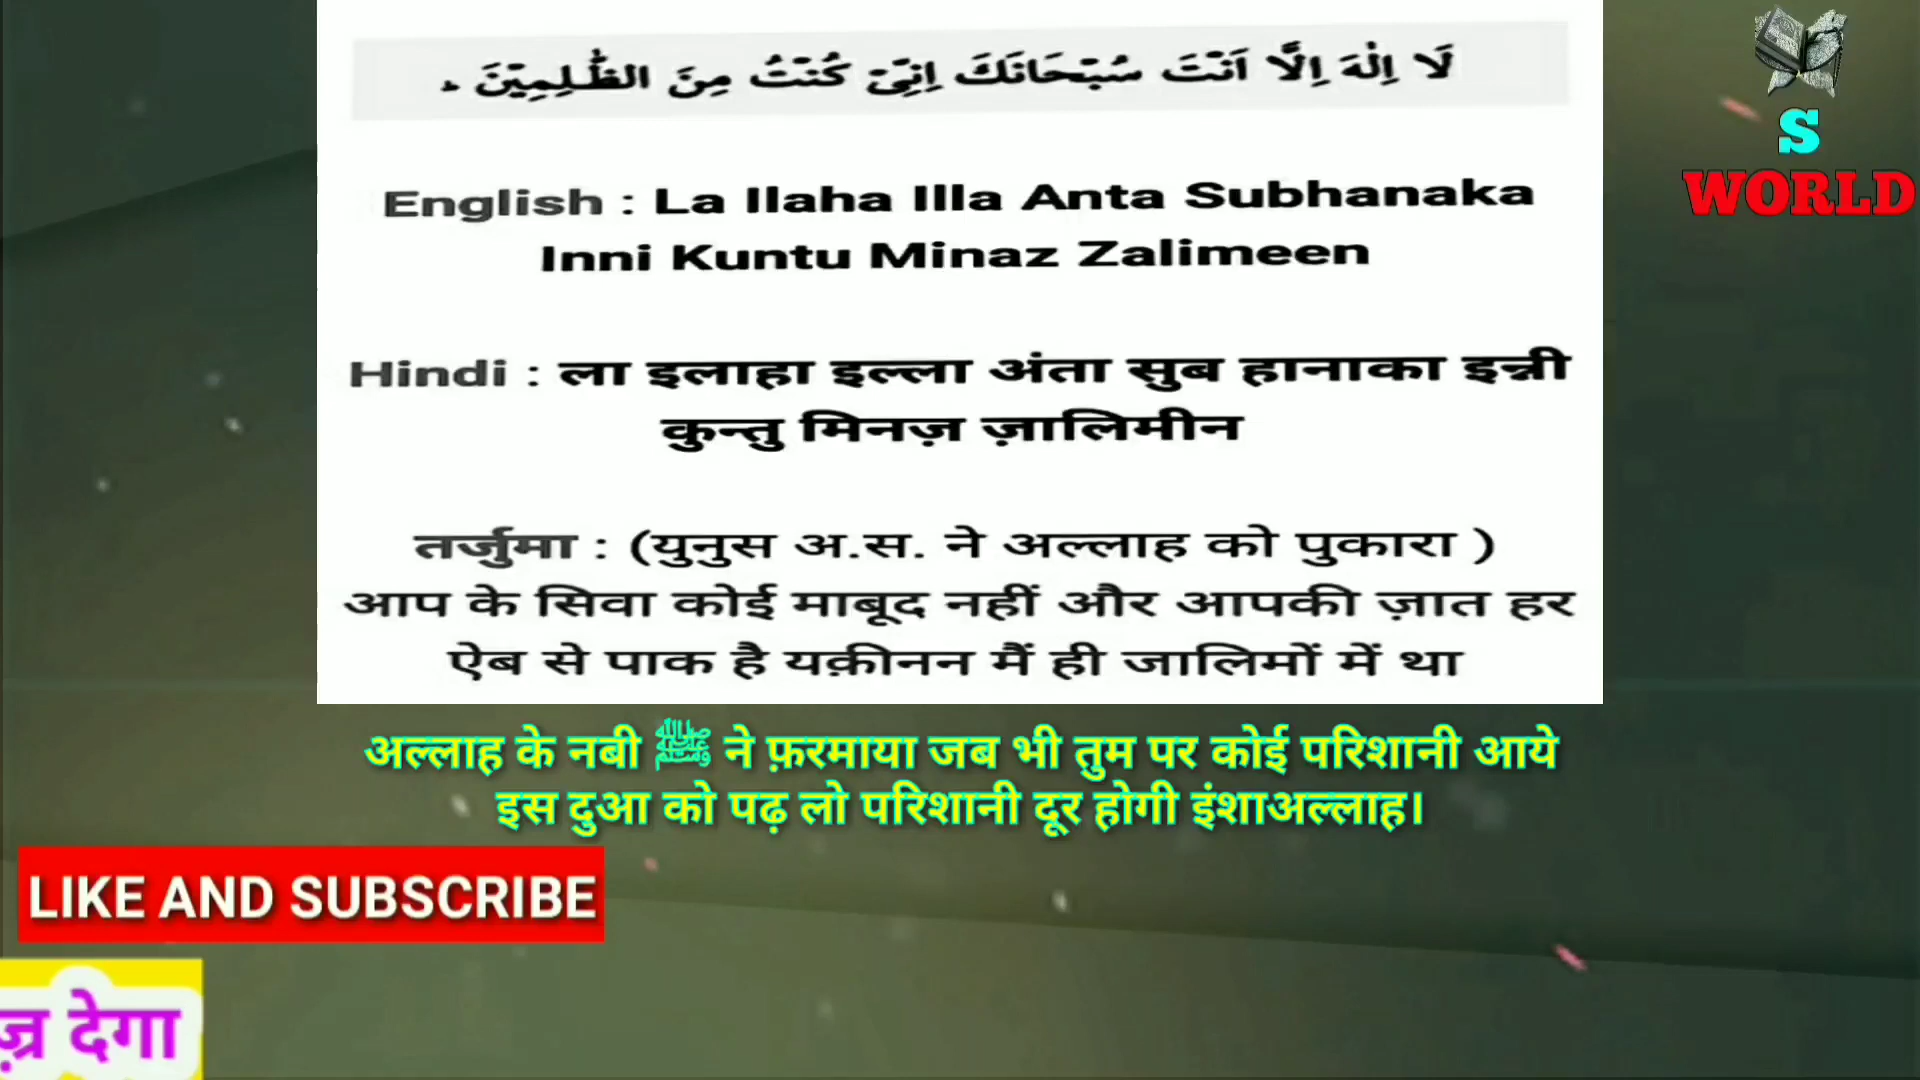 لَا اِلٰهَ اِلَّا اَنْتَ سُبْحَانَكَ اِنِّیْ كُنْتُ مِنَ الظّٰلِمِیْنَ
S
WORLD
English : La Ilaha Illa Anta Subhanaka
Inni Kuntu Minaz Zalimeen
Hindi : ला इलाहा इल्ला अंता सुब हानाका इन्नी
कुन्तु मिनज़ ज़ालिमीन
तर्जुमा : (युनुस अ.स. ने अल्लाह को पुकारा )
आप के सिवा कोई माबूद नहीं और आपकी ज़ात हर
ऐब से पाक है यक़ीनन मैं ही जालिमों में था
अल्लाह के नबी ﷺ ने फ़रमाया जब भी तुम पर कोई परिशानी आये
इस दुआ को पढ़ लो परिशानी दूर होगी इंशाअल्लाह।
LIKE AND SUBSCRIBE
देगा